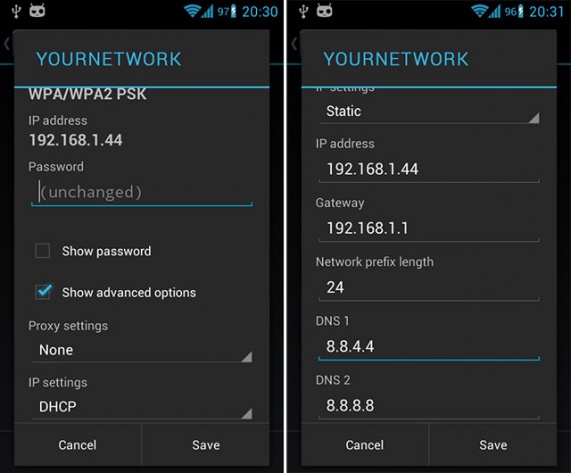 97 20:30
YOURNETWORK
WPA/WPA2 PSK
IP address
192.168.1.44
Password
(unchanged)
Show password
Show advanced options
Proxy settings
None
IP settings
DHCP
Cancel Save
96 20:31
YOURNETWORK
IP settings
Static
IP address
192.168.1.44
Gateway
192.168.1.1
Network prefix length
24
DNS 1
8.8.4.4
DNS 2
8.8.8.8
Cancel Save